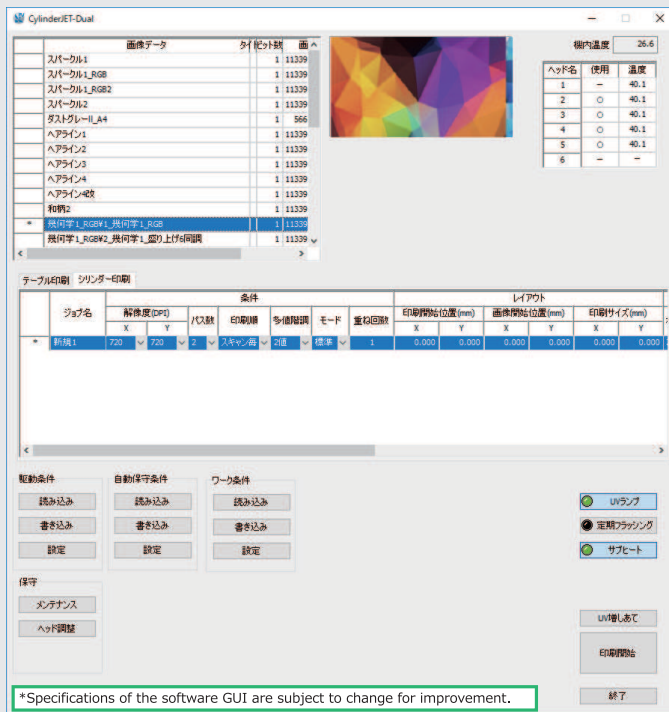 CylinderJET-Dual
画像データ タイ ビット数 画
スパークル1 1 11339
スパークル1_RGB 1 11339
スパークル1_RGB2 1 11339
スパークル2 1 11339
ダストグレーII_A4 1 566
ヘアライン1 1 11339
ヘアライン2 1 11339
ヘアライン3 1 11339
ヘアライン4 1 11339
ヘアライン4改 1 11339
和柄2 1 11339
* 幾何学1_RGB¥1_幾何学1_RGB 1 11339
幾何学1_RGB¥2_幾何学1_盛り上げ6同調 1 11339
機内温度 26.6
ヘッド名 使用 温度
1 − 40.1
2 ○ 40.1
3 ○ 40.1
4 ○ 40.1
5 ○ 40.1
6 − −
テーブル印刷 シリンダー印刷
条件 レイアウト
ジョブ名 解像度(DPI) パス数 印刷順 多値階調 モード 重ね回数 印刷開始位置(mm) 画像開始位置(mm) 印刷サイズ(mm)
X Y X Y X Y X Y
* 新規1 720 720 2 スキャン毎 2値 標準 1 0.000 0.000 0.000 0.000 0.000 0.000
駆動条件 自動保守条件 ワーク条件
読み込み 読み込み 読み込み
書き込み 書き込み 書き込み
設定 設定 設定
UVランプ
定期フラッシング
サブヒート
保守
メンテナンス
ヘッド調整
UV増しあて
印刷開始
終了
*Specifications of the software GUI are subject to change for improvement.